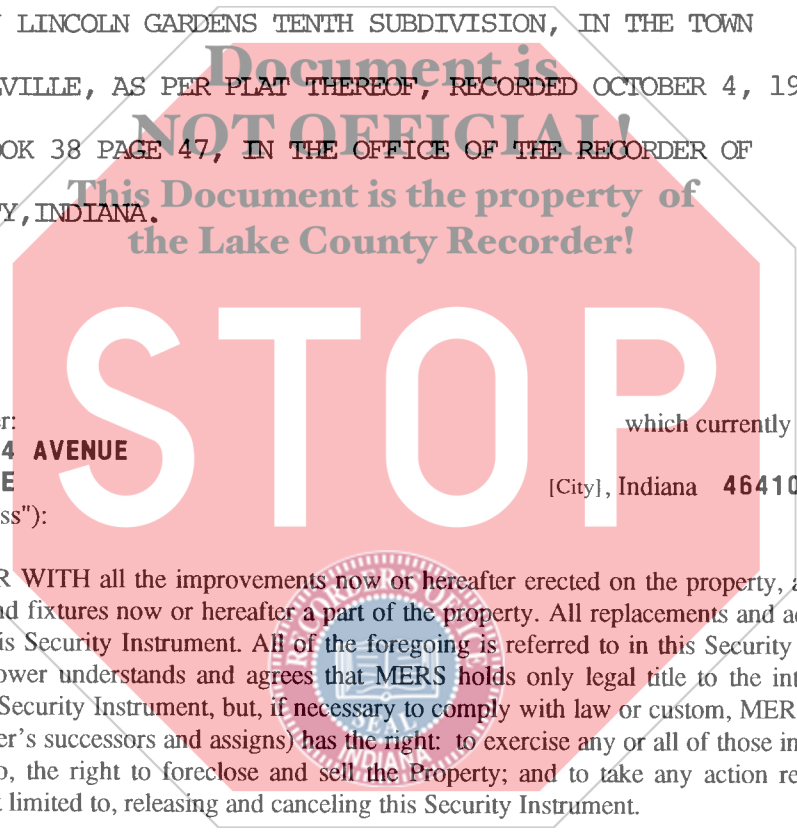 LINCOLN GARDENS TENTH SUBDIVISION, IN THE TOWN
Document is
VILLE, AS PER PLAT THEREOF, RECORDED OCTOBER 4, 19
NOT OFFICIAL!
OK 38 PAGE 47, IN THE OFFICE OF THE RECORDER OF
This Document is the property of
Y, INDIANA.
the Lake County Recorder!
STOP
er: which currently
4 AVENUE
E [City], Indiana 46410
ss"):
R WITH all the improvements now or hereafter erected on the property, a
nd fixtures now or hereafter a part of the property. All replacements and ad
is Security Instrument. All of the foregoing is referred to in this Security
ower understands and agrees that MERS holds only legal title to the int
Security Instrument, but, if necessary to comply with law or custom, MER
er's successors and assigns) has the right: to exercise any or all of those in
o, the right to foreclose and sell the Property; and to take any action re
t limited to, releasing and canceling this Security Instrument.
RECORDER'S OFFICE
SEAL
INDIANA